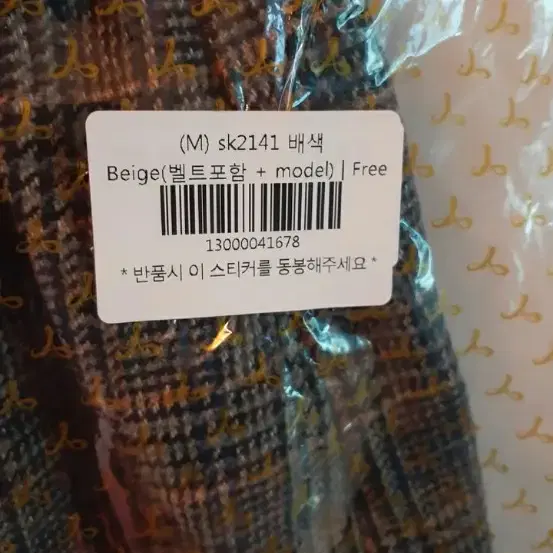 (M) sk2141 배색
Beige(벨트포함 + model) | Free
13000041678
* 반품시 이 스티커를 동봉해주세요 *